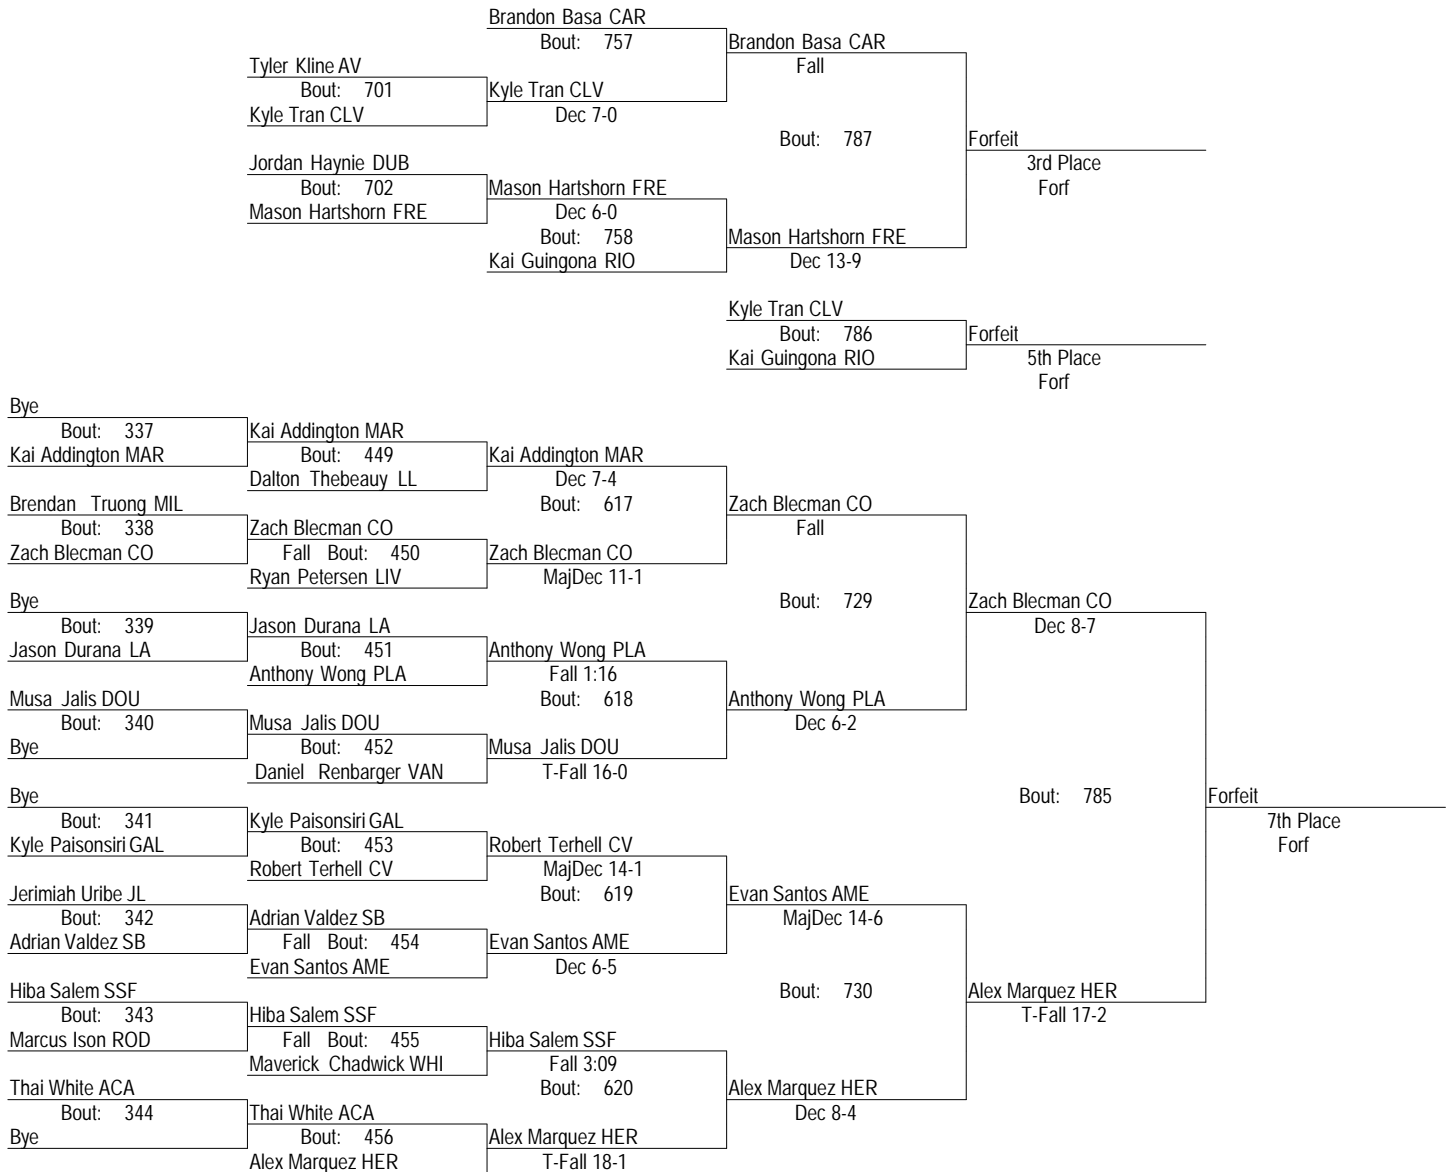 Brandon Basa CAR
Bout: 757
Brandon Basa CAR
Fall
Tyler Kline AV
Bout: 701
Kyle Tran CLV
Kyle Tran CLV
Dec 7-0
Bout: 787
Forfeit
3rd Place
Forf
Jordan Haynie DUB
Bout: 702
Mason Hartshorn FRE
Mason Hartshorn FRE
Dec 6-0
Bout: 758
Mason Hartshorn FRE
Dec 13-9
Kai Guingona RIO
Kyle Tran CLV
Bout: 786
Forfeit
Kai Guingona RIO
5th Place
Forf
Bye
Bout: 337
Kai Addington MAR
Kai Addington MAR
Bout: 449
Kai Addington MAR
Dalton Thebeauy LL
Dec 7-4
Brendan Truong MIL
Bout: 617
Zach Blecman CO
Bout: 338
Zach Blecman CO
Fall
Zach Blecman CO
Fall Bout: 450
Zach Blecman CO
Ryan Petersen LIV
MajDec 11-1
Bye
Bout: 729
Zach Blecman CO
Bout: 339
Jason Durana LA
Dec 8-7
Jason Durana LA
Bout: 451
Anthony Wong PLA
Anthony Wong PLA
Fall 1:16
Musa Jalis DOU
Bout: 618
Anthony Wong PLA
Bout: 340
Musa Jalis DOU
Dec 6-2
Bye
Bout: 452
Musa Jalis DOU
Daniel Renbarger VAN
T-Fall 16-0
Bye
Bout: 785
Forfeit
Bout: 341
Kyle Paisonsiri GAL
7th Place
Kyle Paisonsiri GAL
Bout: 453
Robert Terhell CV
Forf
Robert Terhell CV
MajDec 14-1
Jerimiah Uribe JL
Bout: 619
Evan Santos AME
Bout: 342
Adrian Valdez SB
MajDec 14-6
Adrian Valdez SB
Fall Bout: 454
Evan Santos AME
Evan Santos AME
Dec 6-5
Hiba Salem SSF
Bout: 730
Alex Marquez HER
Bout: 343
Hiba Salem SSF
T-Fall 17-2
Marcus Ison ROD
Fall Bout: 455
Hiba Salem SSF
Maverick Chadwick WHI
Fall 3:09
Thai White ACA
Bout: 620
Alex Marquez HER
Bout: 344
Thai White ACA
Dec 8-4
Bye
Bout: 456
Alex Marquez HER
Alex Marquez HER
T-Fall 18-1